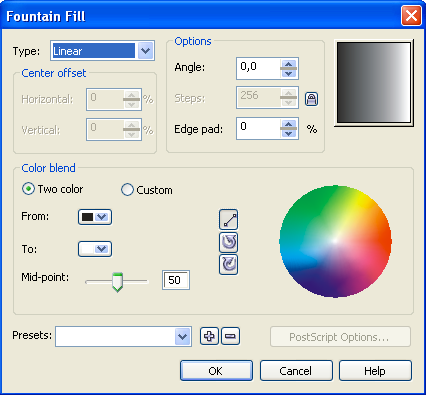 Fountain Fill
Type: Linear
Options
Angle: 0,0
Steps: 256
Edge pad: 0 %
Center offset
Horizontal: 0 %
Vertical: 0 %
Color blend
Two color Custom
From:
To:
Mid-point: 50
Presets:
PostScript Options...
OK Cancel Help